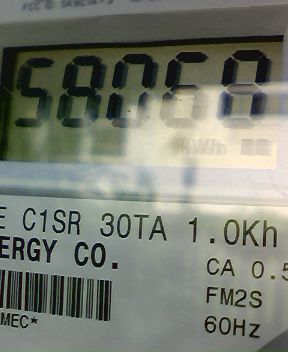 58068
kWh
E C1SR 30TA 1.0Kh
ERGY CO.
CA 0.5
FM2S
MEC*
60Hz